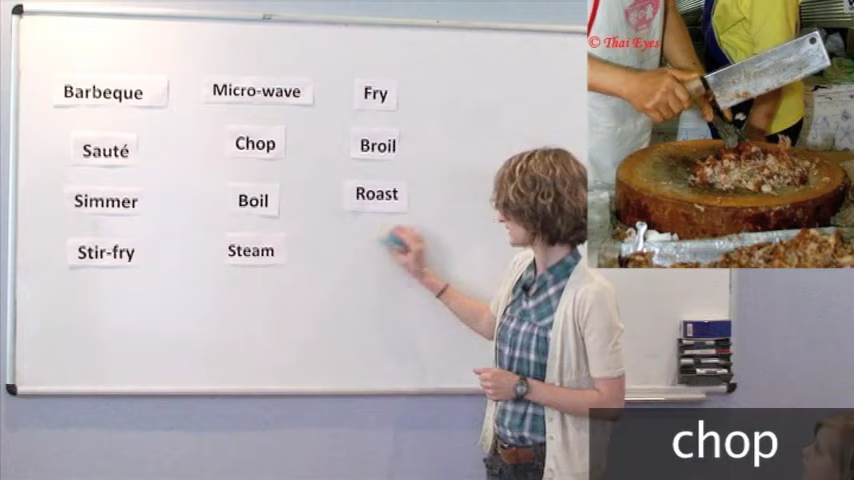 © Thai Eyes
Barbeque
Micro-wave
Fry
Sauté
Chop
Broil
Simmer
Boil
Roast
Stir-fry
Steam
chop